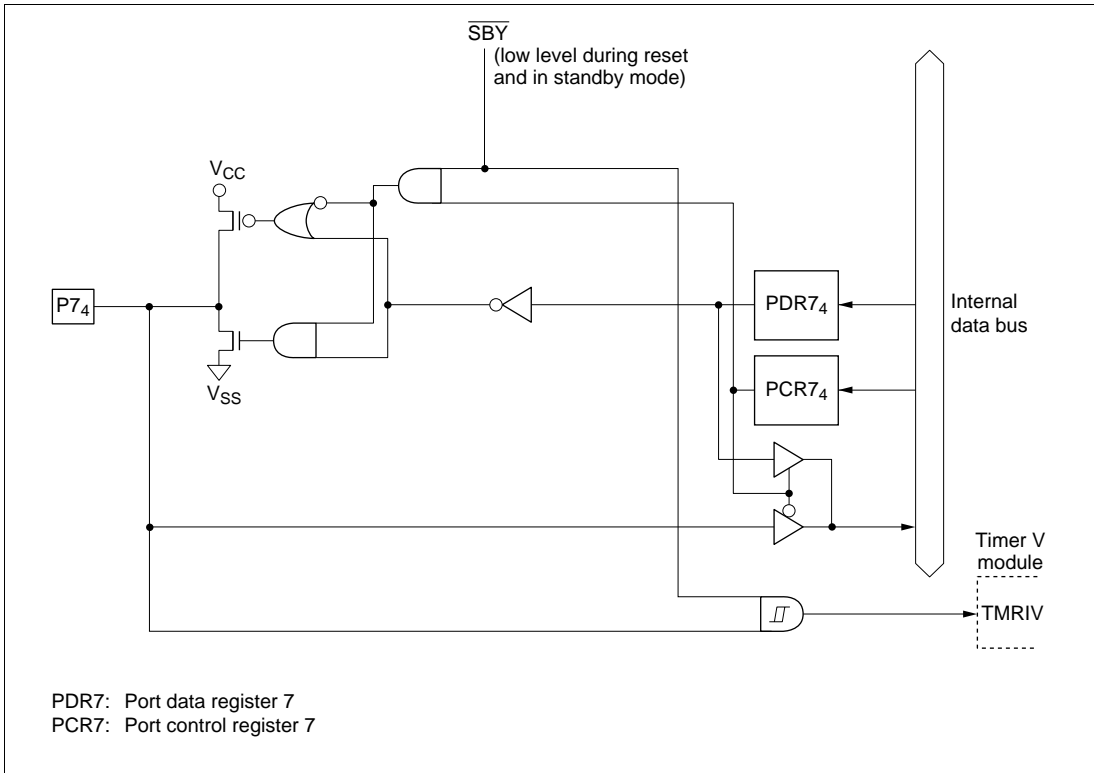 SBY
(low level during reset
and in standby mode)
VCC
P74
VSS
PDR74
PCR74
Internal
data bus
Timer V
module
TMRIV
PDR7: Port data register 7
PCR7: Port control register 7